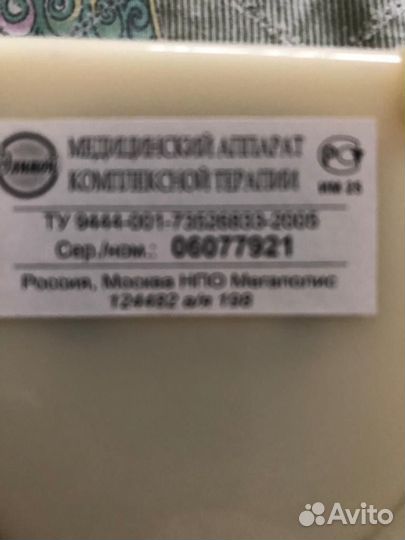 МЕДИЦИНСКИЙ АППАРАТ
КОМПЛЕКСНОЙ ТЕРАПИИ
ТУ 9444-001-73526833-2005
Сер./ном.: 06077921
Россия, Москва НПО Мегаполис
124482 а/я 198
Avito